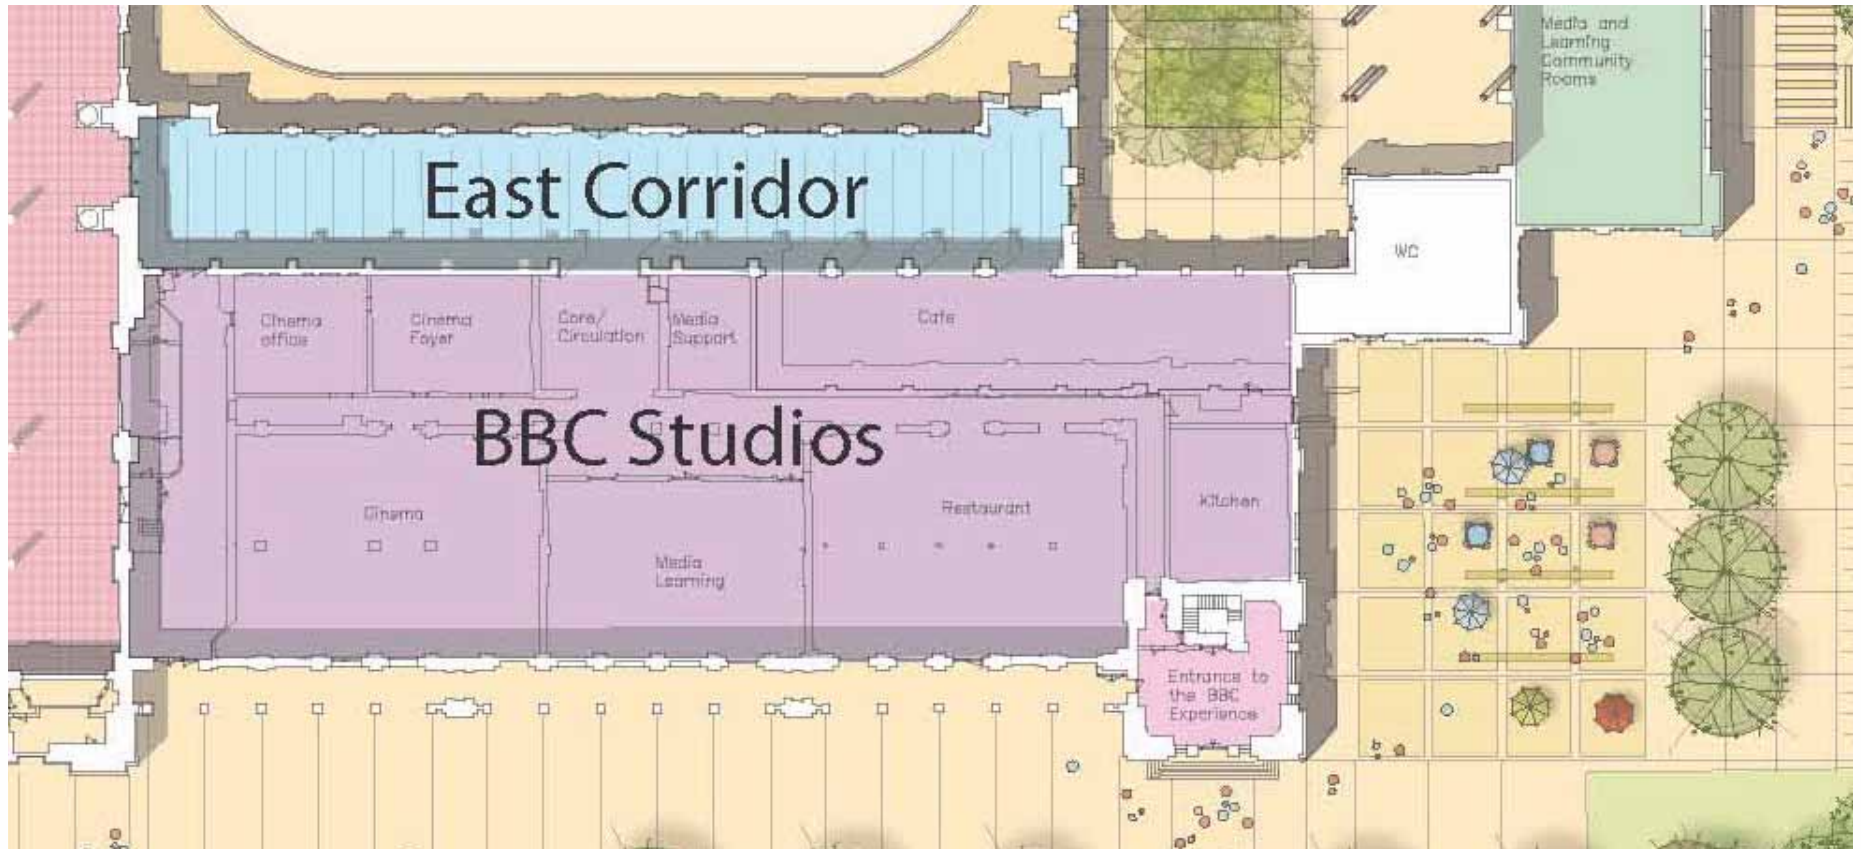 Media and
Learning
Community
Rooms
East Corridor
WC
Cinema
office
Cinema
Foyer
Core/
Circulation
Media
Support
Cafe
BBC Studios
Cinema
Media
Learning
Restaurant
Kitchen
Entrance to
the BBC
Experience